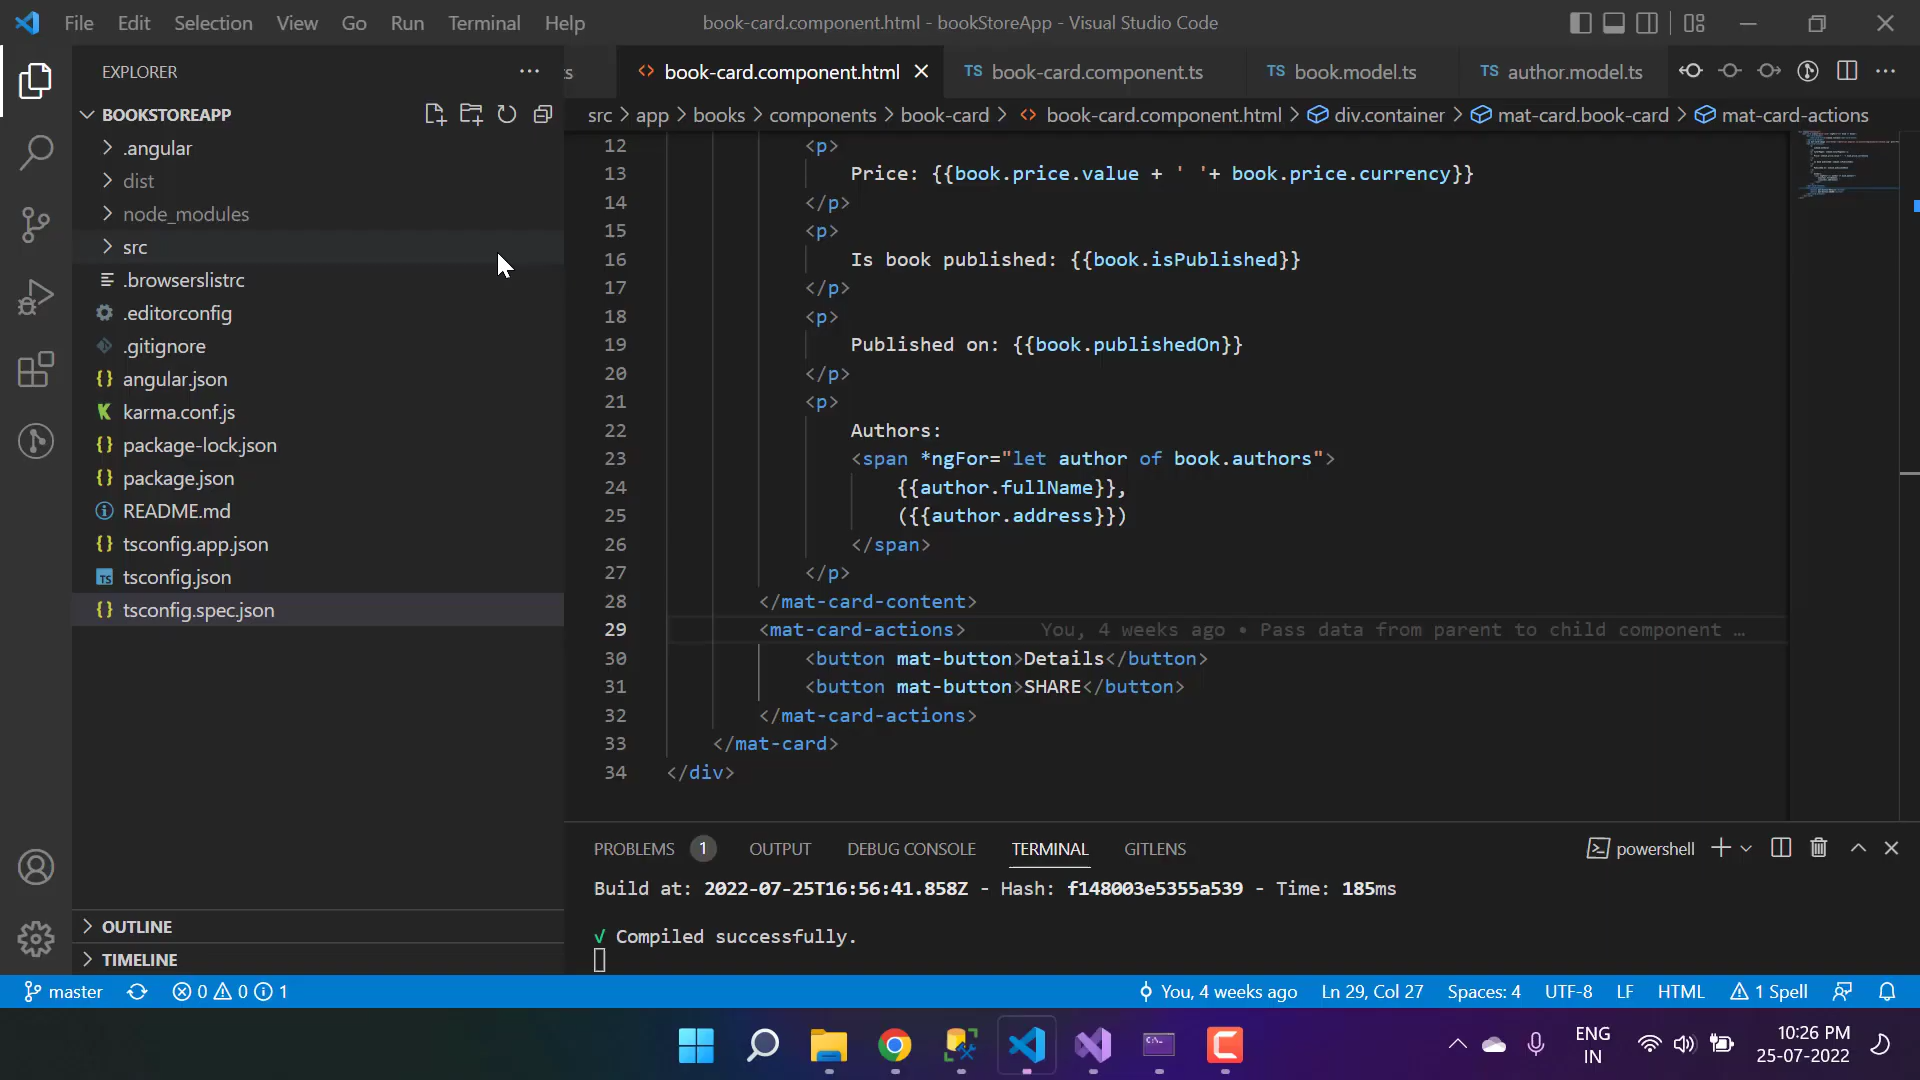 File Edit Selection View Go Run Terminal Help
book-card.component.html - bookStoreApp - Visual Studio Code
EXPLORER
BOOKSTOREAPP
.angular
dist
node_modules
src
.browserslistrc
.editorconfig
.gitignore
angular.json
karma.conf.js
package-lock.json
package.json
README.md
tsconfig.app.json
TS tsconfig.json
tsconfig.spec.json
OUTLINE
TIMELINE
ts book-card.component.html TS book-card.component.ts TS book.model.ts TS author.model.ts
src > app > books > components > book-card > book-card.component.html > div.container > mat-card.book-card > mat-card-actions
12 <p>
13 Price: {{book.price.value + ' '+ book.price.currency}}
14 </p>
15 <p>
16 Is book published: {{book.isPublished}}
17 </p>
18 <p>
19 Published on: {{book.publishedOn}}
20 </p>
21 <p>
22 Authors:
23 <span *ngFor="let author of book.authors">
24 {{author.fullName}},
25 ({{author.address}})
26 </span>
27 </p>
28 </mat-card-content>
29 <mat-card-actions> You, 4 weeks ago • Pass data from parent to child component …
30 <button mat-button>Details</button>
31 <button mat-button>SHARE</button>
32 </mat-card-actions>
33 </mat-card>
34 </div>
PROBLEMS 1 OUTPUT DEBUG CONSOLE TERMINAL GITLENS
powershell
Build at: 2022-07-25T16:56:41.858Z - Hash: f148003e5355a539 - Time: 185ms
√ Compiled successfully.
master 0 0 1
You, 4 weeks ago Ln 29, Col 27 Spaces: 4 UTF-8 LF HTML 1 Spell
ENG
IN
10:26 PM
25-07-2022